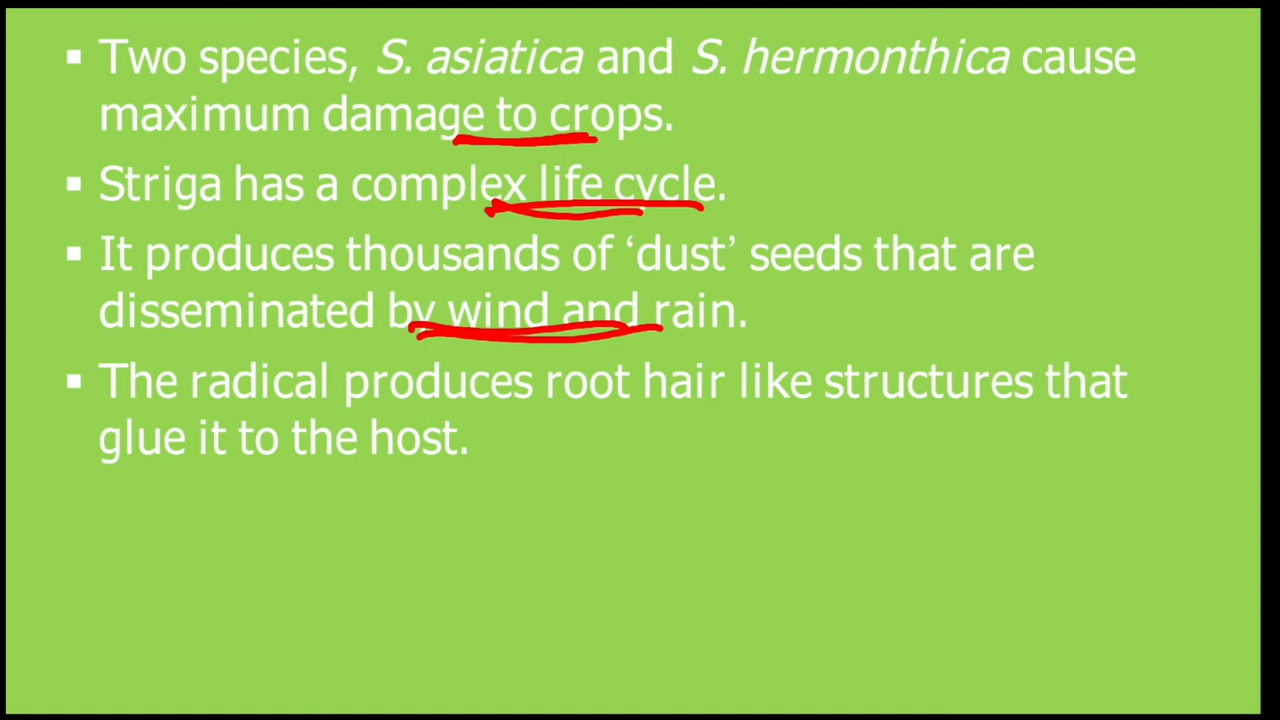 ▪ Two species, S. asiatica and S. hermonthica cause
maximum damage to crops.
▪ Striga has a complex life cycle.
▪ It produces thousands of ‘dust’ seeds that are
disseminated by wind and rain.
▪ The radical produces root hair like structures that
glue it to the host.